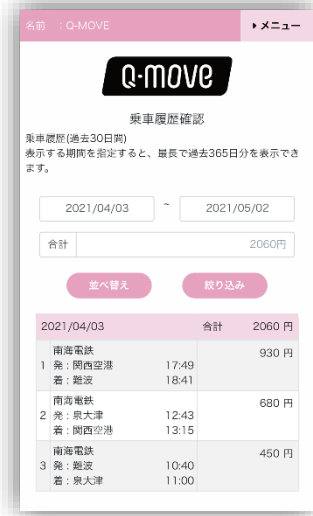 名前 : Q-MOVE
メニュー
Q-move
乗車履歴確認
乗車履歴(過去30日間)
表示する期間を指定すると、最長で過去365日分を表示でき
ます。
2021/04/03 ~ 2021/05/02
合計 2060円
並べ替え 絞り込み
2021/04/03 合計 2060 円
南海電鉄 930 円
1 発 : 関西空港 17:49
着 : 難波 18:41
南海電鉄 680 円
2 発 : 泉大津 12:43
着 : 関西空港 13:15
南海電鉄 450 円
3 発 : 難波 10:40
着 : 泉大津 11:00